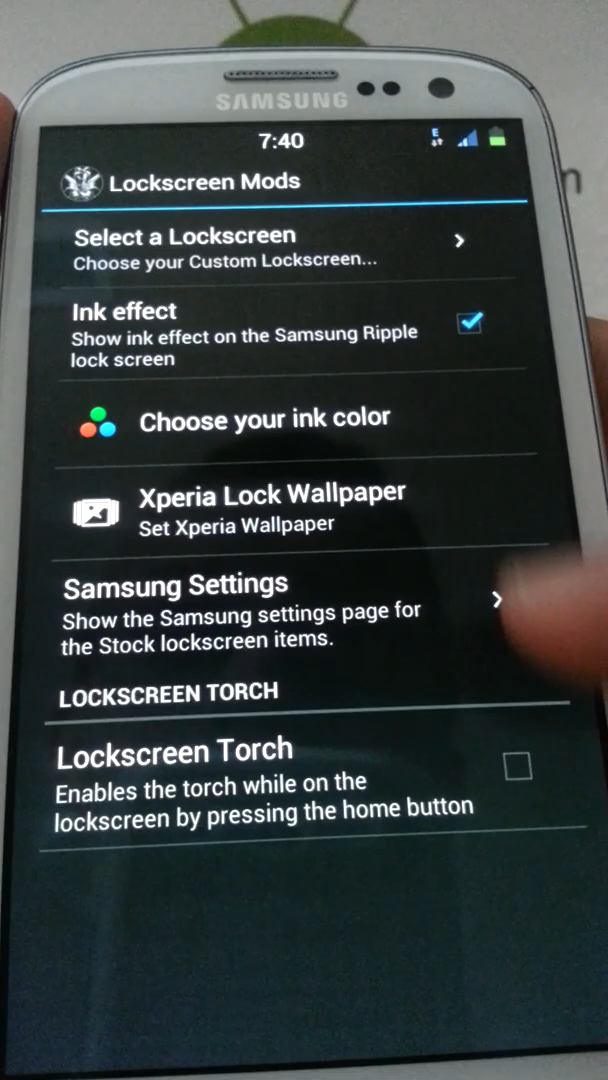 SAMSUNG
7:40
E
Lockscreen Mods
Select a Lockscreen
Choose your Custom Lockscreen...
Ink effect
Show ink effect on the Samsung Ripple
lock screen
Choose your ink color
Xperia Lock Wallpaper
Set Xperia Wallpaper
Samsung Settings
Show the Samsung settings page for
the Stock lockscreen items.
LOCKSCREEN TORCH
Lockscreen Torch
Enables the torch while on the
lockscreen by pressing the home button